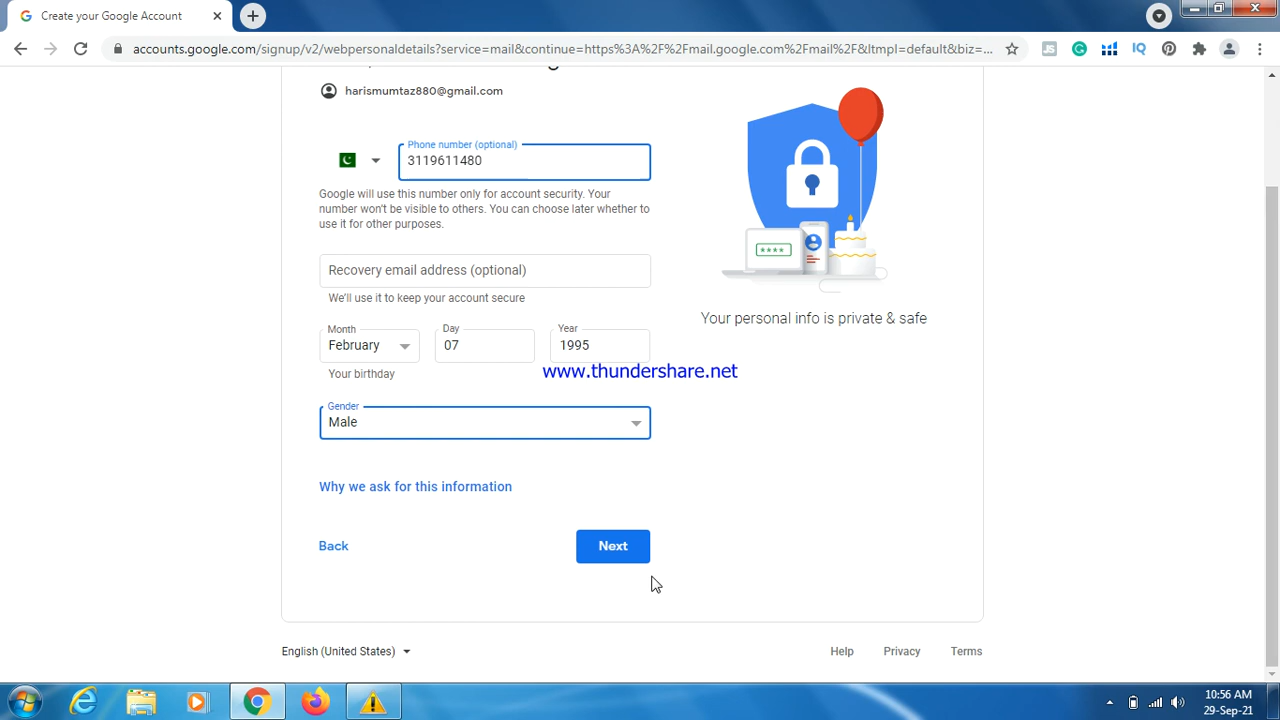 Create your Google Account
accounts.google.com/signup/v2/webpersonaldetails?service=mail&continue=https%3A%2F%2Fmail.google.com%2Fmail%2F&ltmpl=default&biz=...
JS
IQ
harismumtaz880@gmail.com
Phone number (optional)
3119611480
Google will use this number only for account security. Your
number won't be visible to others. You can choose later whether to
use it for other purposes.
Recovery email address (optional)
We'll use it to keep your account secure
Month
Day
Year
February
07
1995
Your birthday
www.thundershare.net
Gender
Male
Why we ask for this information
Back
Next
****
Your personal info is private & safe
English (United States)
Help
Privacy
Terms
10:56 AM
29-Sep-21